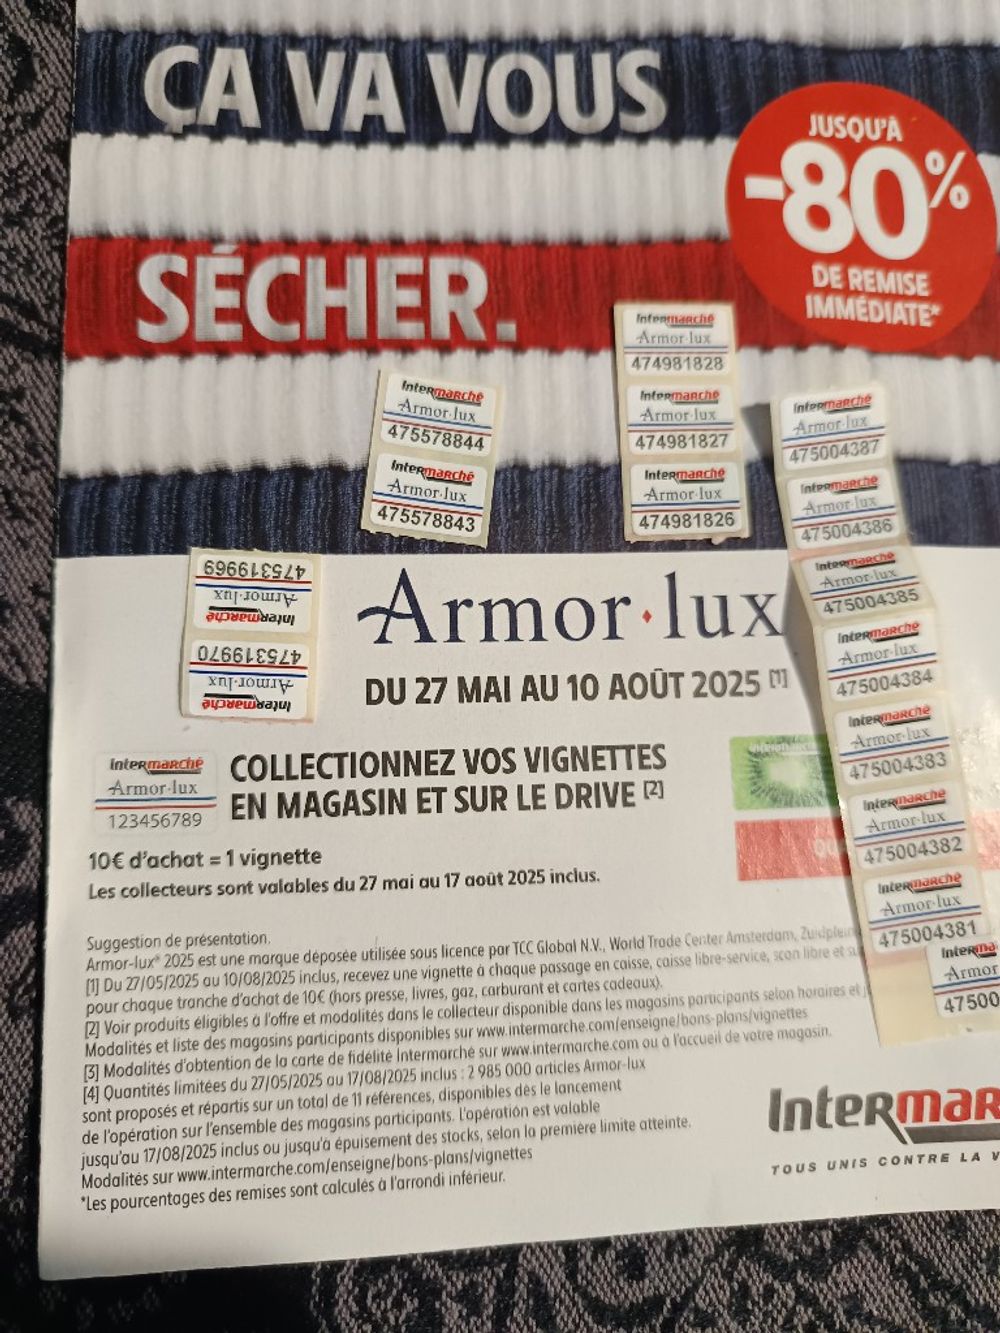 ÇA VA VOUS
SÉCHER.
JUSQU'À
-80%
DE REMISE
IMMÉDIATE*
Intermarché
Armor·lux
474981828
Intermarché
Armor·lux
474981827
Intermarché
Armor·lux
474981826
Intermarché
Armor·lux
475578844
Intermarché
Armor·lux
475578843
Intermarché
Armor·lux
475004387
Intermarché
Armor·lux
475004386
Intermarché
Armor·lux
475004385
Intermarché
Armor·lux
475004384
Intermarché
Armor·lux
475004383
Intermarché
Armor·lux
475004382
Intermarché
Armor·lux
475004381
Interma
Armor
47500
Intermarché
Armor·lux
475319969
Intermarché
Armor·lux
475319970
Armor·lux
DU 27 MAI AU 10 AOÛT 2025 [1]
Intermarché
Armor·lux
123456789
COLLECTIONNEZ VOS VIGNETTES
EN MAGASIN ET SUR LE DRIVE [2]
10€ d'achat = 1 vignette
Les collecteurs sont valables du 27 mai au 17 août 2025 inclus.
Suggestion de présentation.
Armor-lux® 2025 est une marque déposée utilisée sous licence par TCC Global N.V., World Trade Center Amsterdam, Zuidplein
[1] Du 27/05/2025 au 10/08/2025 inclus, recevez une vignette à chaque passage en caisse, caisse libre-service, scan libre et su
pour chaque tranche d'achat de 10€ (hors presse, livres, gaz, carburant et cartes cadeaux).
[2] Voir produits éligibles à l'offre et modalités dans le collecteur disponible dans les magasins participants selon horaires et j
Modalités et liste des magasins participants disponibles sur www.intermarche.com/enseigne/bons-plans/vignettes
[3] Modalités d'obtention de la carte de fidélité Intermarché sur www.intermarche.com ou à l'accueil de votre magasin.
[4] Quantités limitées du 27/05/2025 au 17/08/2025 inclus : 2 985 000 articles Armor-lux
sont proposés et répartis sur un total de 11 références, disponibles dès le lancement
de l'opération sur l'ensemble des magasins participants. L'opération est valable
jusqu'au 17/08/2025 inclus ou jusqu'à épuisement des stocks, selon la première limite atteinte.
Modalités sur www.intermarche.com/enseigne/bons-plans/vignettes
*Les pourcentages des remises sont calculés à l'arrondi inférieur.
Intermar
TOUS UNIS CONTRE LA V